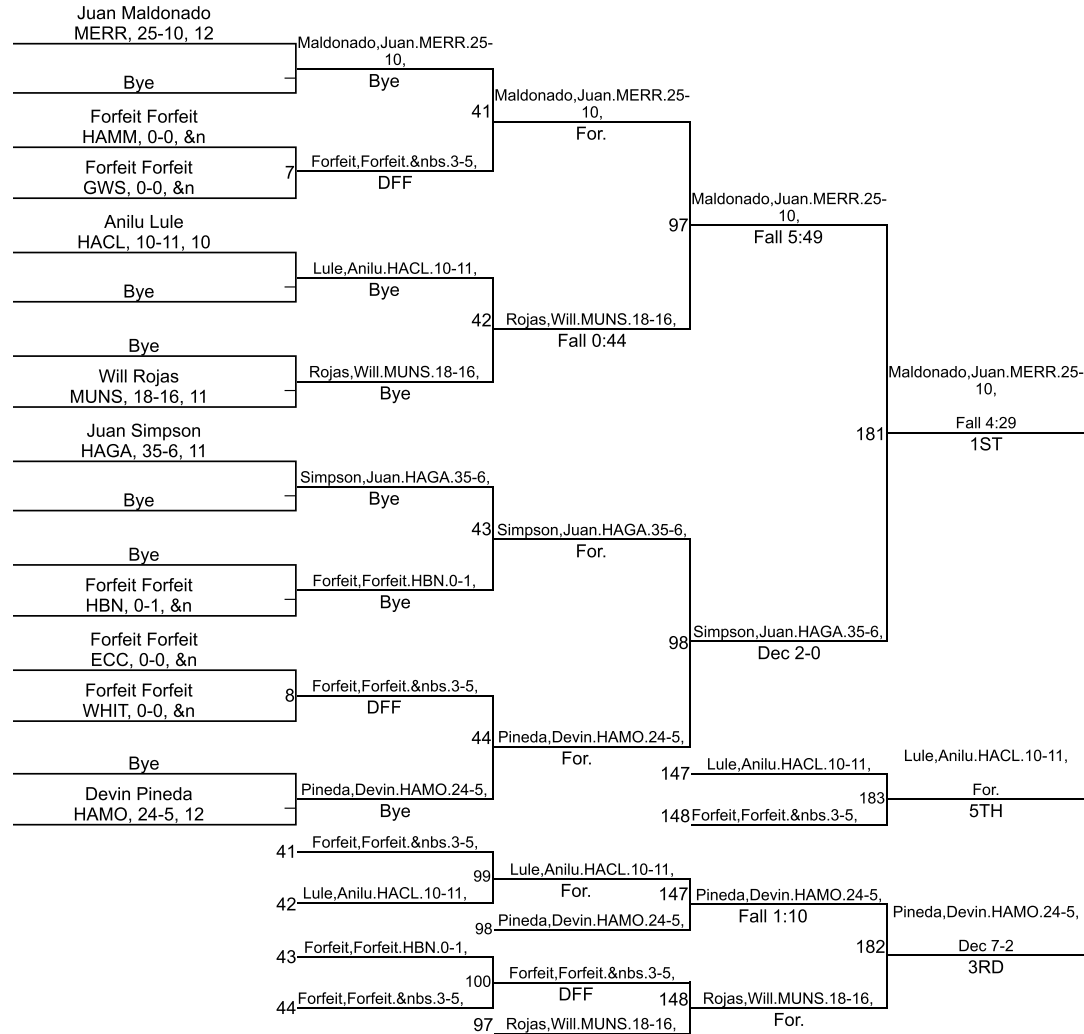 Juan Maldonado
MERR, 25-10, 12
Bye
Forfeit Forfeit
HAMM, 0-0, &n
Forfeit Forfeit
GWS, 0-0, &n
7
Anilu Lule
HACL, 10-11, 10
Bye
Bye
Will Rojas
MUNS, 18-16, 11
Juan Simpson
HAGA, 35-6, 11
Bye
Bye
Forfeit Forfeit
HBN, 0-1, &n
Forfeit Forfeit
ECC, 0-0, &n
Forfeit Forfeit
WHIT, 0-0, &n
8
Bye
Devin Pineda
HAMO, 24-5, 12
Maldonado,Juan.MERR.25-
10,
Bye
41
Forfeit,Forfeit.&nbs.3-5,
DFF
Lule,Anilu.HACL.10-11,
Bye
42
Rojas,Will.MUNS.18-16,
Bye
Simpson,Juan.HAGA.35-6,
Bye
43
Forfeit,Forfeit.HBN.0-1,
Bye
Forfeit,Forfeit.&nbs.3-5,
DFF
44
Pineda,Devin.HAMO.24-5,
Bye
Maldonado,Juan.MERR.25-
10,
For.
97
Rojas,Will.MUNS.18-16,
Fall 0:44
Simpson,Juan.HAGA.35-6,
For.
98
Pineda,Devin.HAMO.24-5,
For.
Maldonado,Juan.MERR.25-
10,
Fall 5:49
181
Simpson,Juan.HAGA.35-6,
Dec 2-0
Maldonado,Juan.MERR.25-
10,
Fall 4:29
1ST
147
Lule,Anilu.HACL.10-11,
183
148
Forfeit,Forfeit.&nbs.3-5,
Lule,Anilu.HACL.10-11,
For.
5TH
41
Forfeit,Forfeit.&nbs.3-5,
99
42
Lule,Anilu.HACL.10-11,
43
Forfeit,Forfeit.HBN.0-1,
100
44
Forfeit,Forfeit.&nbs.3-5,
Lule,Anilu.HACL.10-11,
For.
147
98
Pineda,Devin.HAMO.24-5,
Forfeit,Forfeit.&nbs.3-5,
DFF
148
97
Rojas,Will.MUNS.18-16,
Pineda,Devin.HAMO.24-5,
Fall 1:10
182
Rojas,Will.MUNS.18-16,
For.
Pineda,Devin.HAMO.24-5,
Dec 7-2
3RD